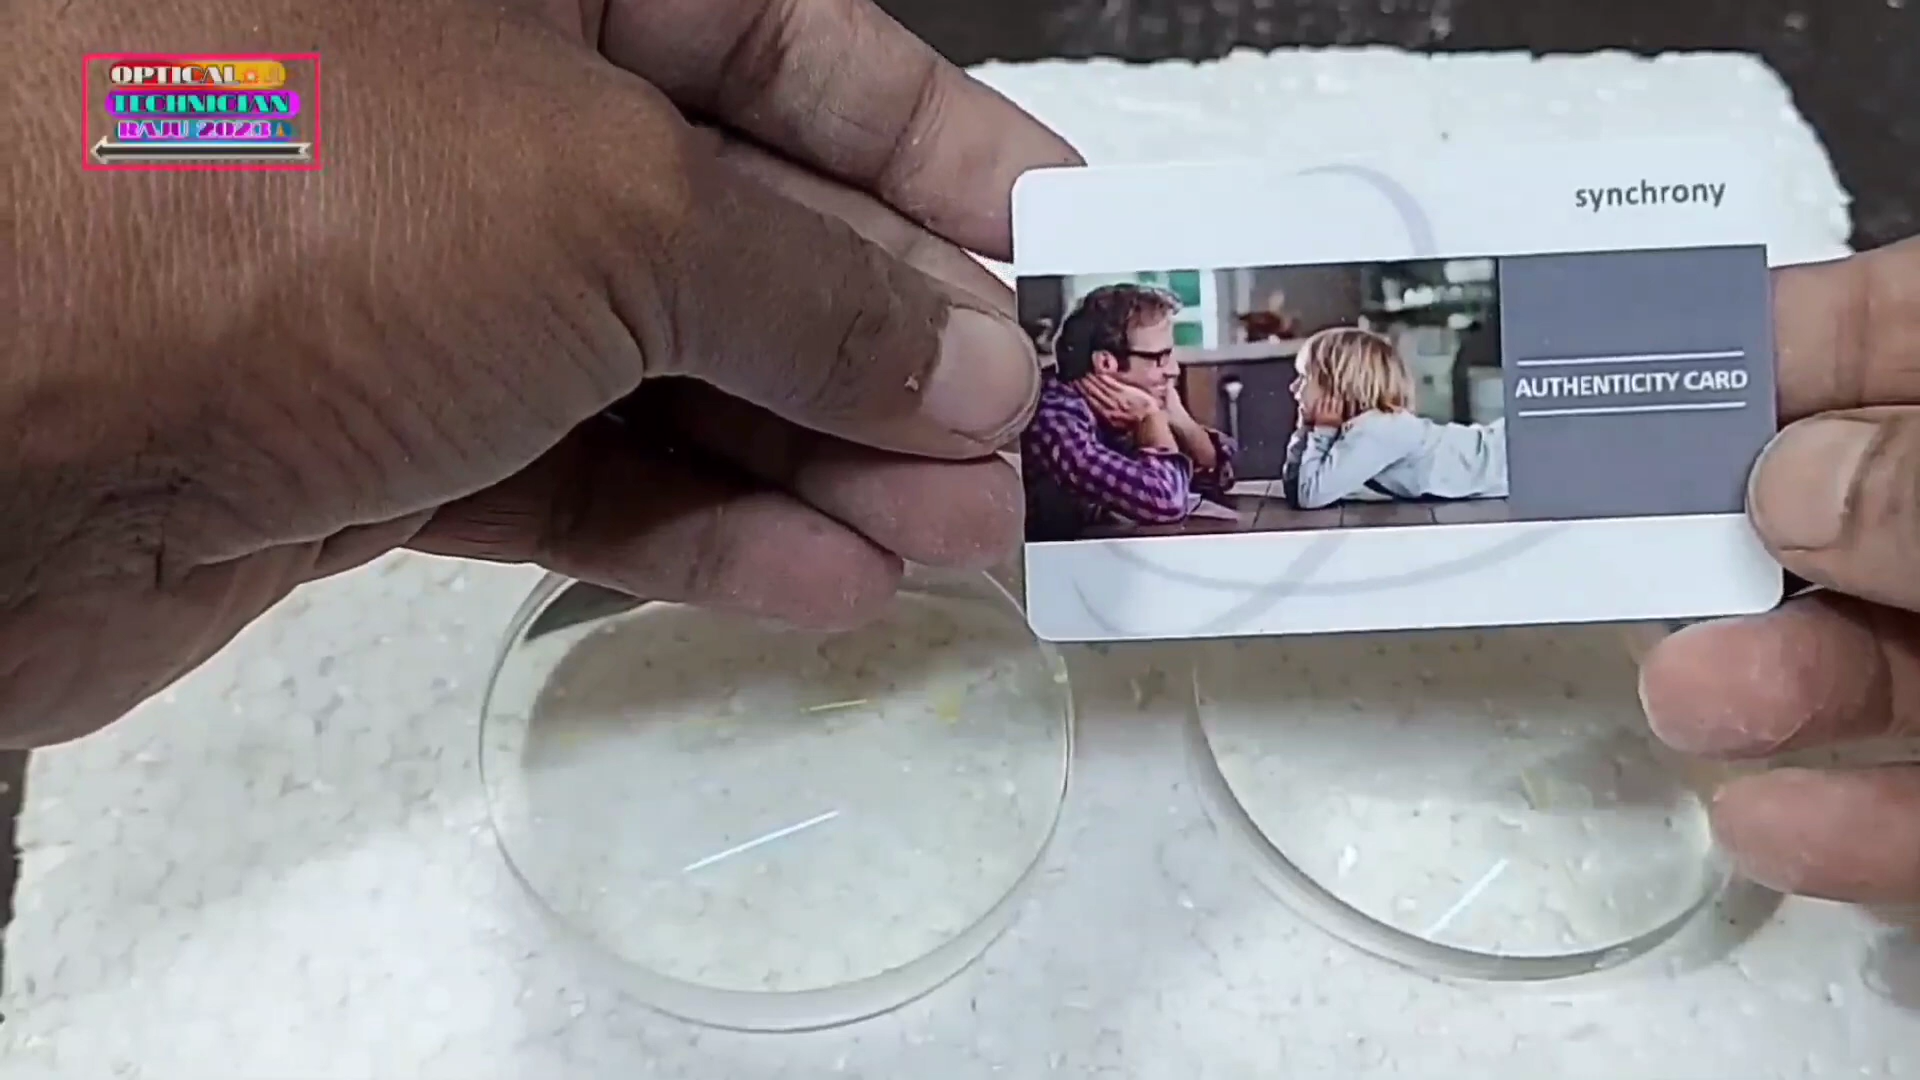 OPTICAL
TECHNICIAN
RAJU 2023
synchrony
AUTHENTICITY CARD